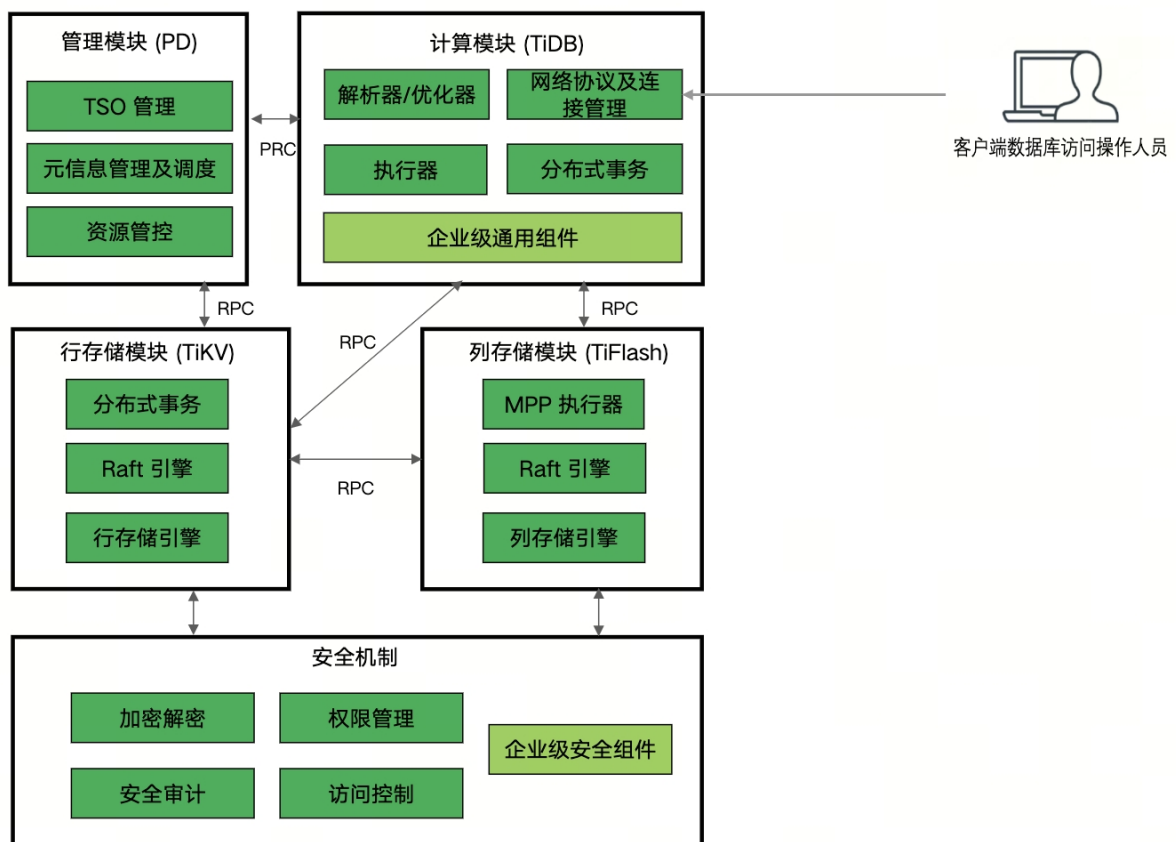 管理模块 (PD)
TSO 管理
元信息管理及调度
资源管控
PRC
计算模块 (TiDB)
解析器/优化器
网络协议及连
接管理
执行器
分布式事务
企业级通用组件
客户端数据库访问操作人员
RPC
RPC
RPC
行存储模块 (TiKV)
分布式事务
Raft 引擎
行存储引擎
RPC
列存储模块 (TiFlash)
MPP 执行器
Raft 引擎
列存储引擎
安全机制
加密解密
权限管理
企业级安全组件
安全审计
访问控制